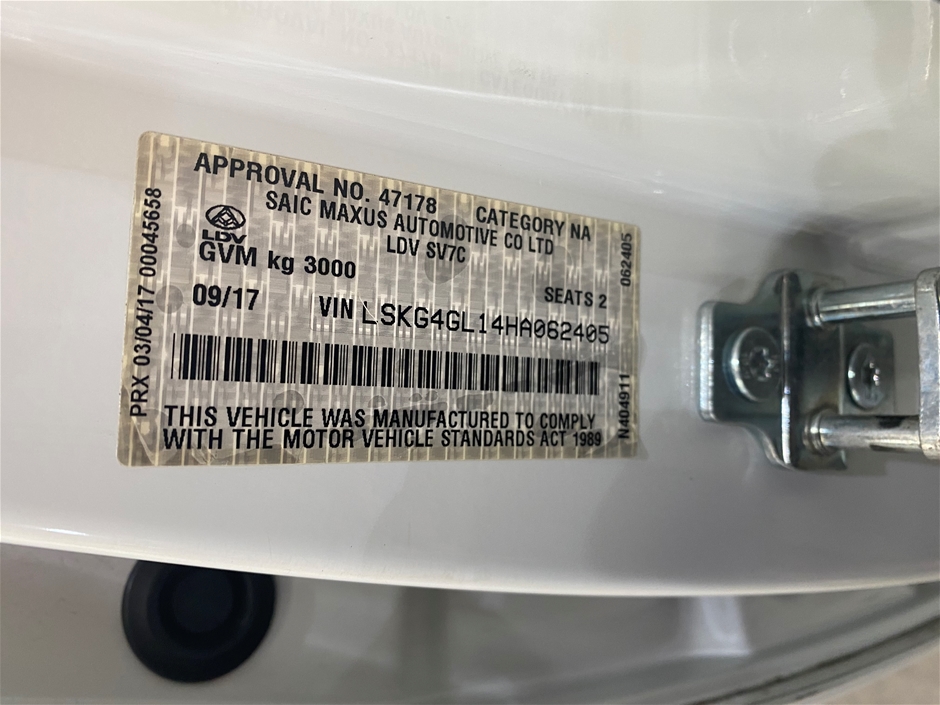 APPROVAL NO. 47178 CATEGORY NA
SAIC MAXUS AUTOMOTIVE CO LTD
LDV
LDV SV7C
GVM kg 3000
SEATS 2
09/17 VIN LSKG4GL14HA062405
THIS VEHICLE WAS MANUFACTURED TO COMPLY
WITH THE MOTOR VEHICLE STANDARDS ACT 1989
PRX 03/04/17 00045658
N404911 062405